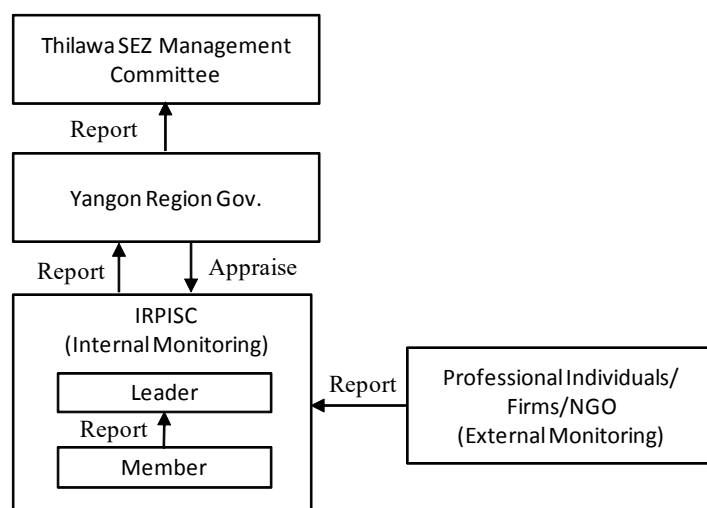 Thilawa SEZ Management
Committee
Report
Yangon Region Gov.
Report
Appraise
IRPISC
(Internal Monitoring)
Leader
Report
Member
Report
Professional Individuals/
Firms/NGO
(External Monitoring)